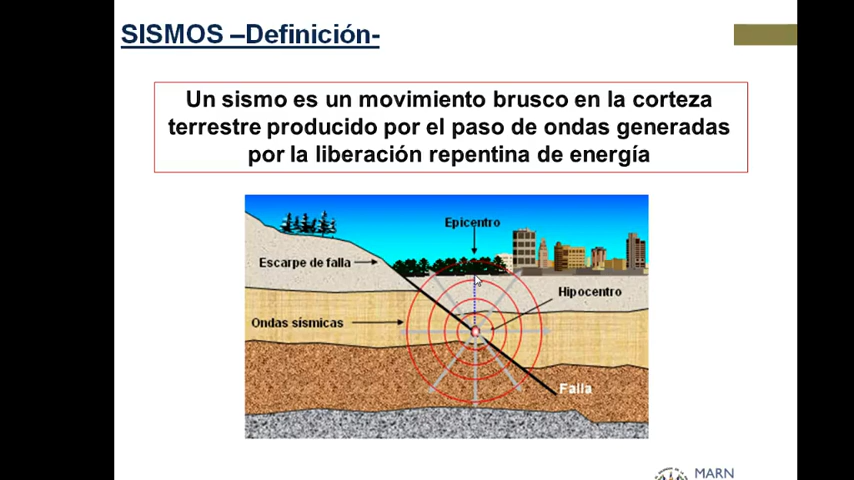 SISMOS –Definición-
Un sismo es un movimiento brusco en la corteza
terrestre producido por el paso de ondas generadas
por la liberación repentina de energía
Epicentro
Escarpe de falla
Hipocentro
Ondas sísmicas
Falla
MARN